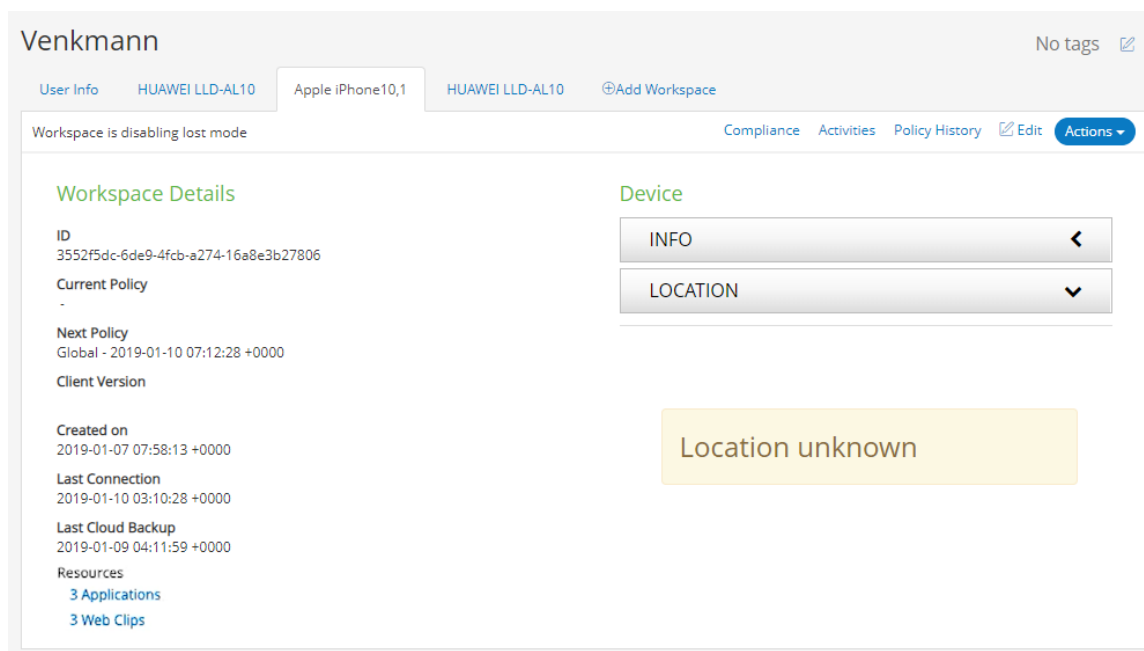 Venkmann
No tags
User Info HUAWEI LLD-AL10 Apple iPhone10,1 HUAWEI LLD-AL10 Add Workspace
Workspace is disabling lost mode
Compliance Activities Policy History Edit Actions
Workspace Details
ID
3552f5dc-6de9-4fcb-a274-16a8e3b27806
Current Policy
-
Next Policy
Global - 2019-01-10 07:12:28 +0000
Client Version
Created on
2019-01-07 07:58:13 +0000
Last Connection
2019-01-10 03:10:28 +0000
Last Cloud Backup
2019-01-09 04:11:59 +0000
Resources
3 Applications
3 Web Clips
Device
INFO
LOCATION
Location unknown